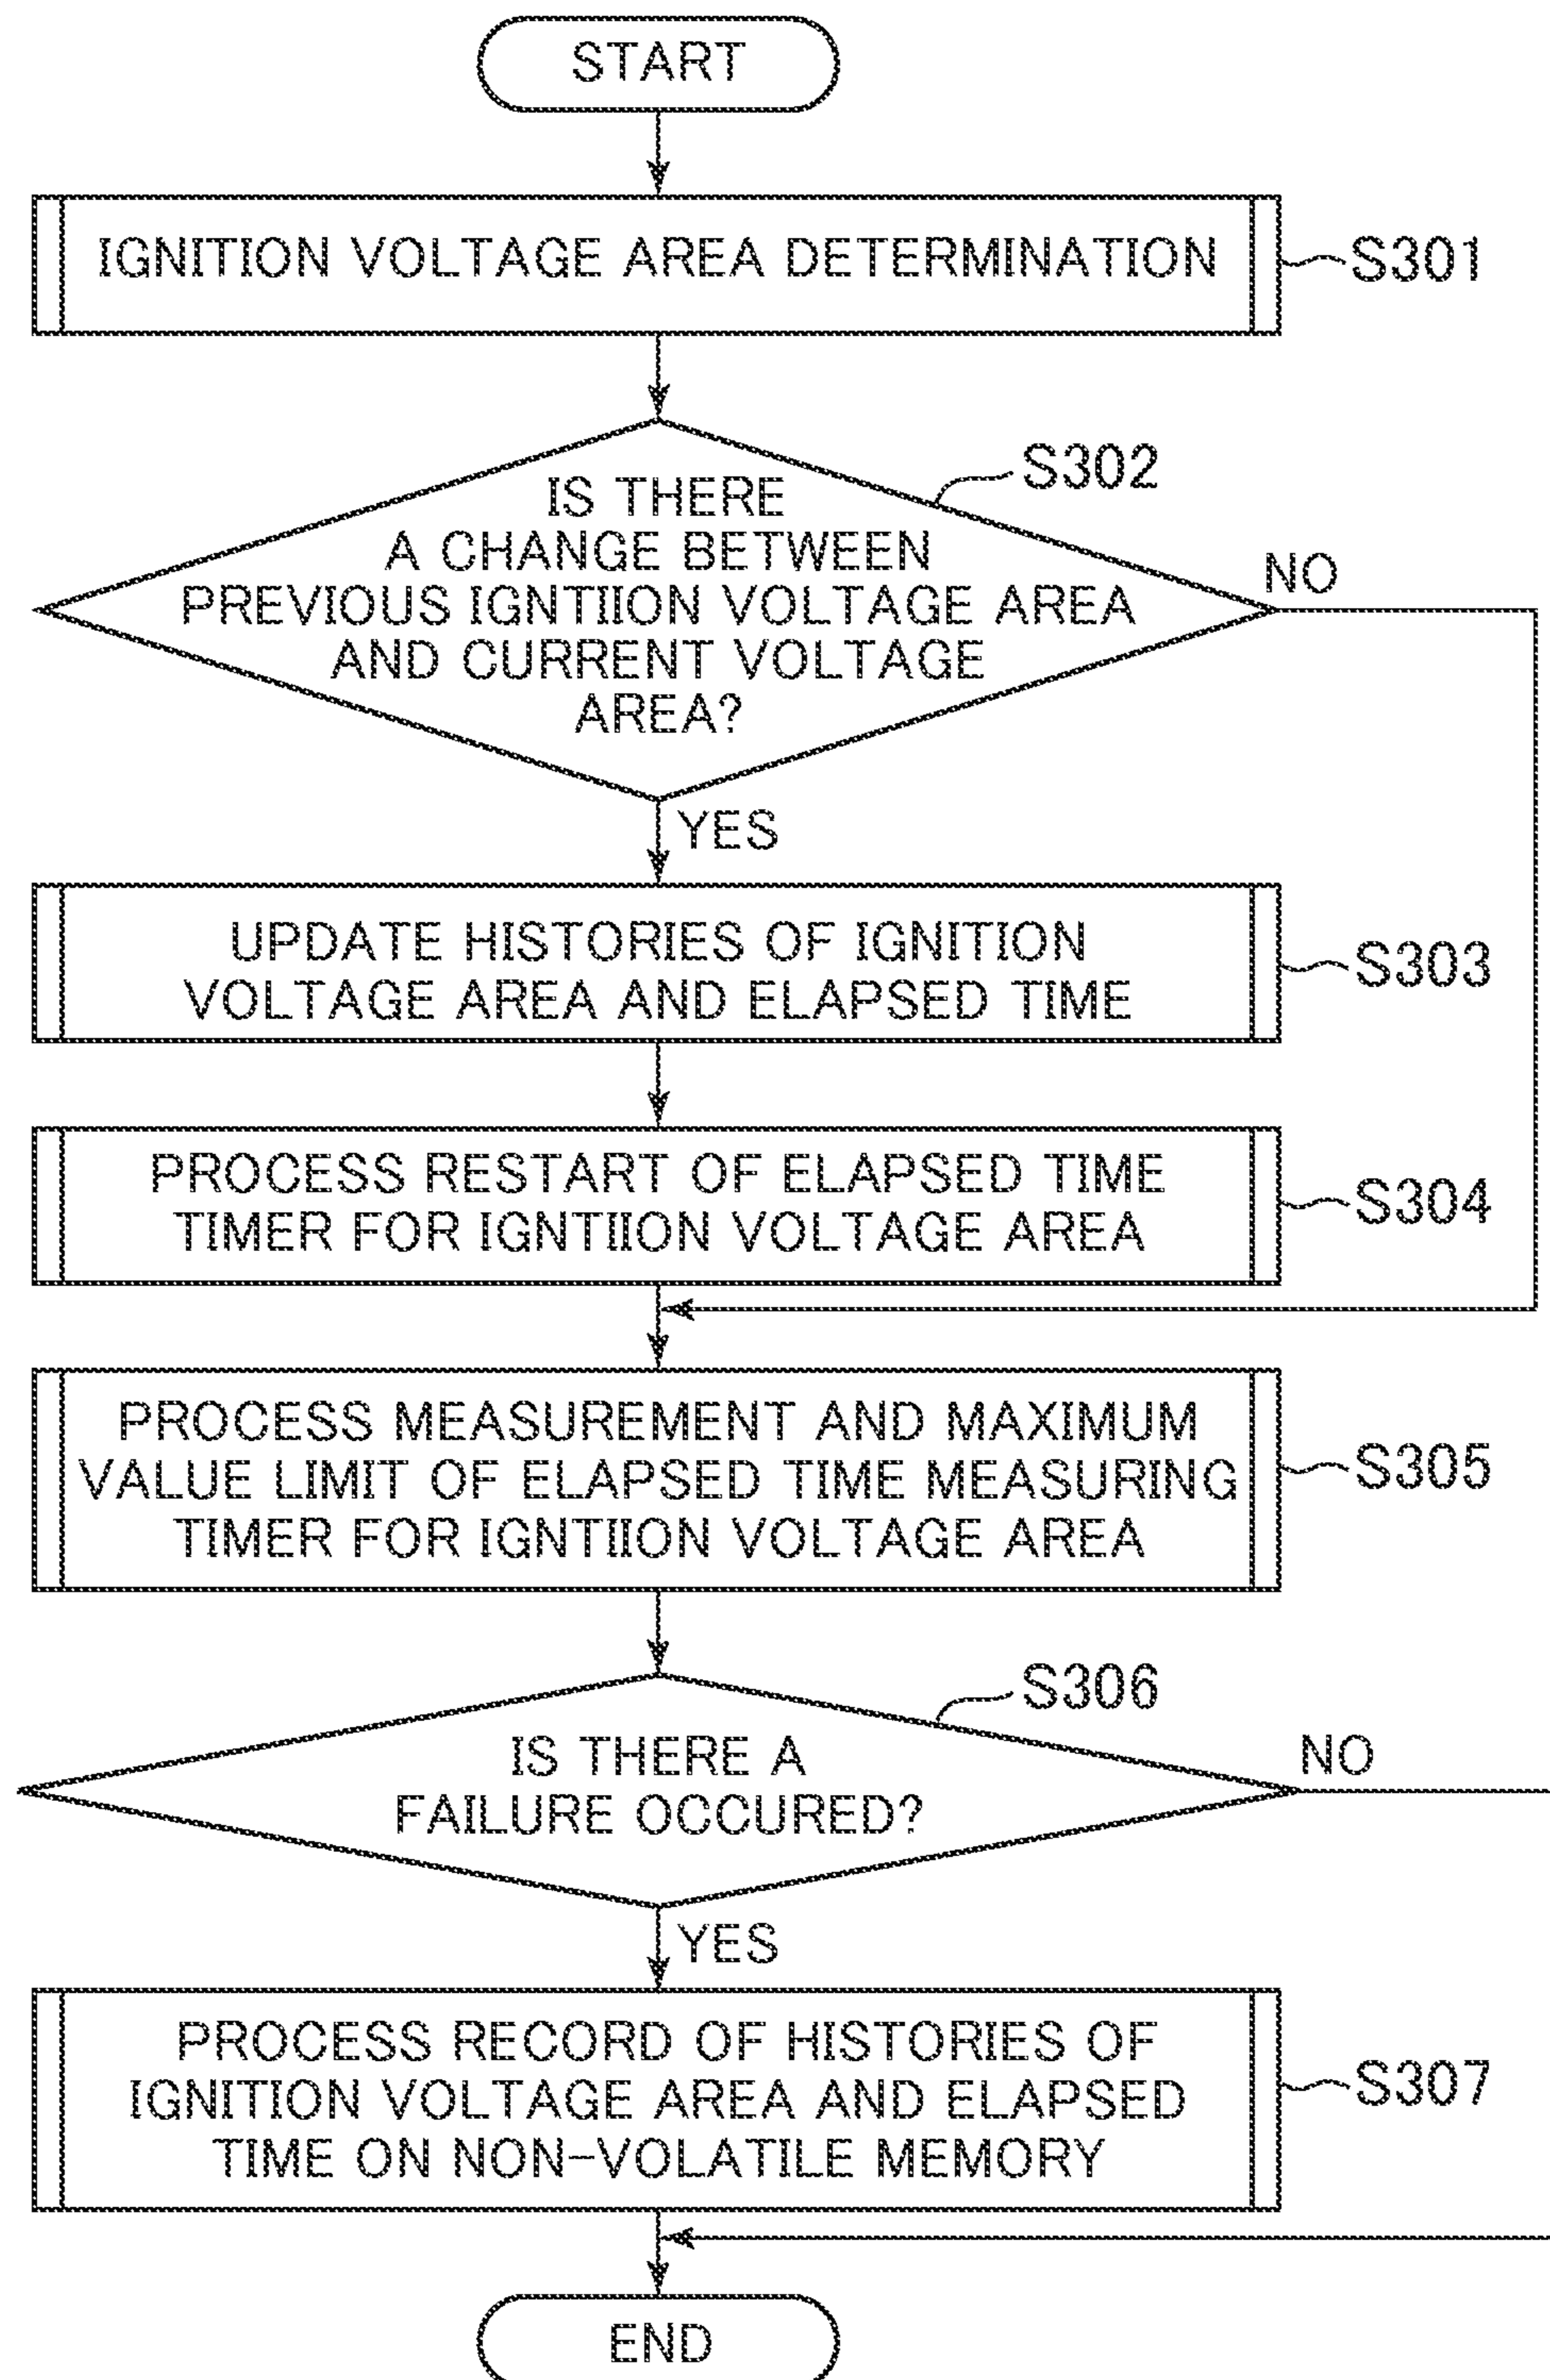 START
IGNITION VOLTAGE AREA DETERMINATION
S301
S302
IS THERE
A CHANGE BETWEEN
PREVIOUS IGNTIION VOLTAGE AREA
AND CURRENT VOLTAGE
AREA?
NO
YES
UPDATE HISTORIES OF IGNITION
VOLTAGE AREA AND ELAPSED TIME
S303
PROCESS RESTART OF ELAPSED TIME
TIMER FOR IGNTIION VOLTAGE AREA
S304
PROCESS MEASUREMENT AND MAXIMUM
VALUE LIMIT OF ELAPSED TIME MEASURING
TIMER FOR IGNTIION VOLTAGE AREA
S305
S306
IS THERE A
FAILURE OCCURED?
NO
YES
PROCESS RECORD OF HISTORIES OF
IGNITION VOLTAGE AREA AND ELAPSED
TIME ON NON-VOLATILE MEMORY
S307
END